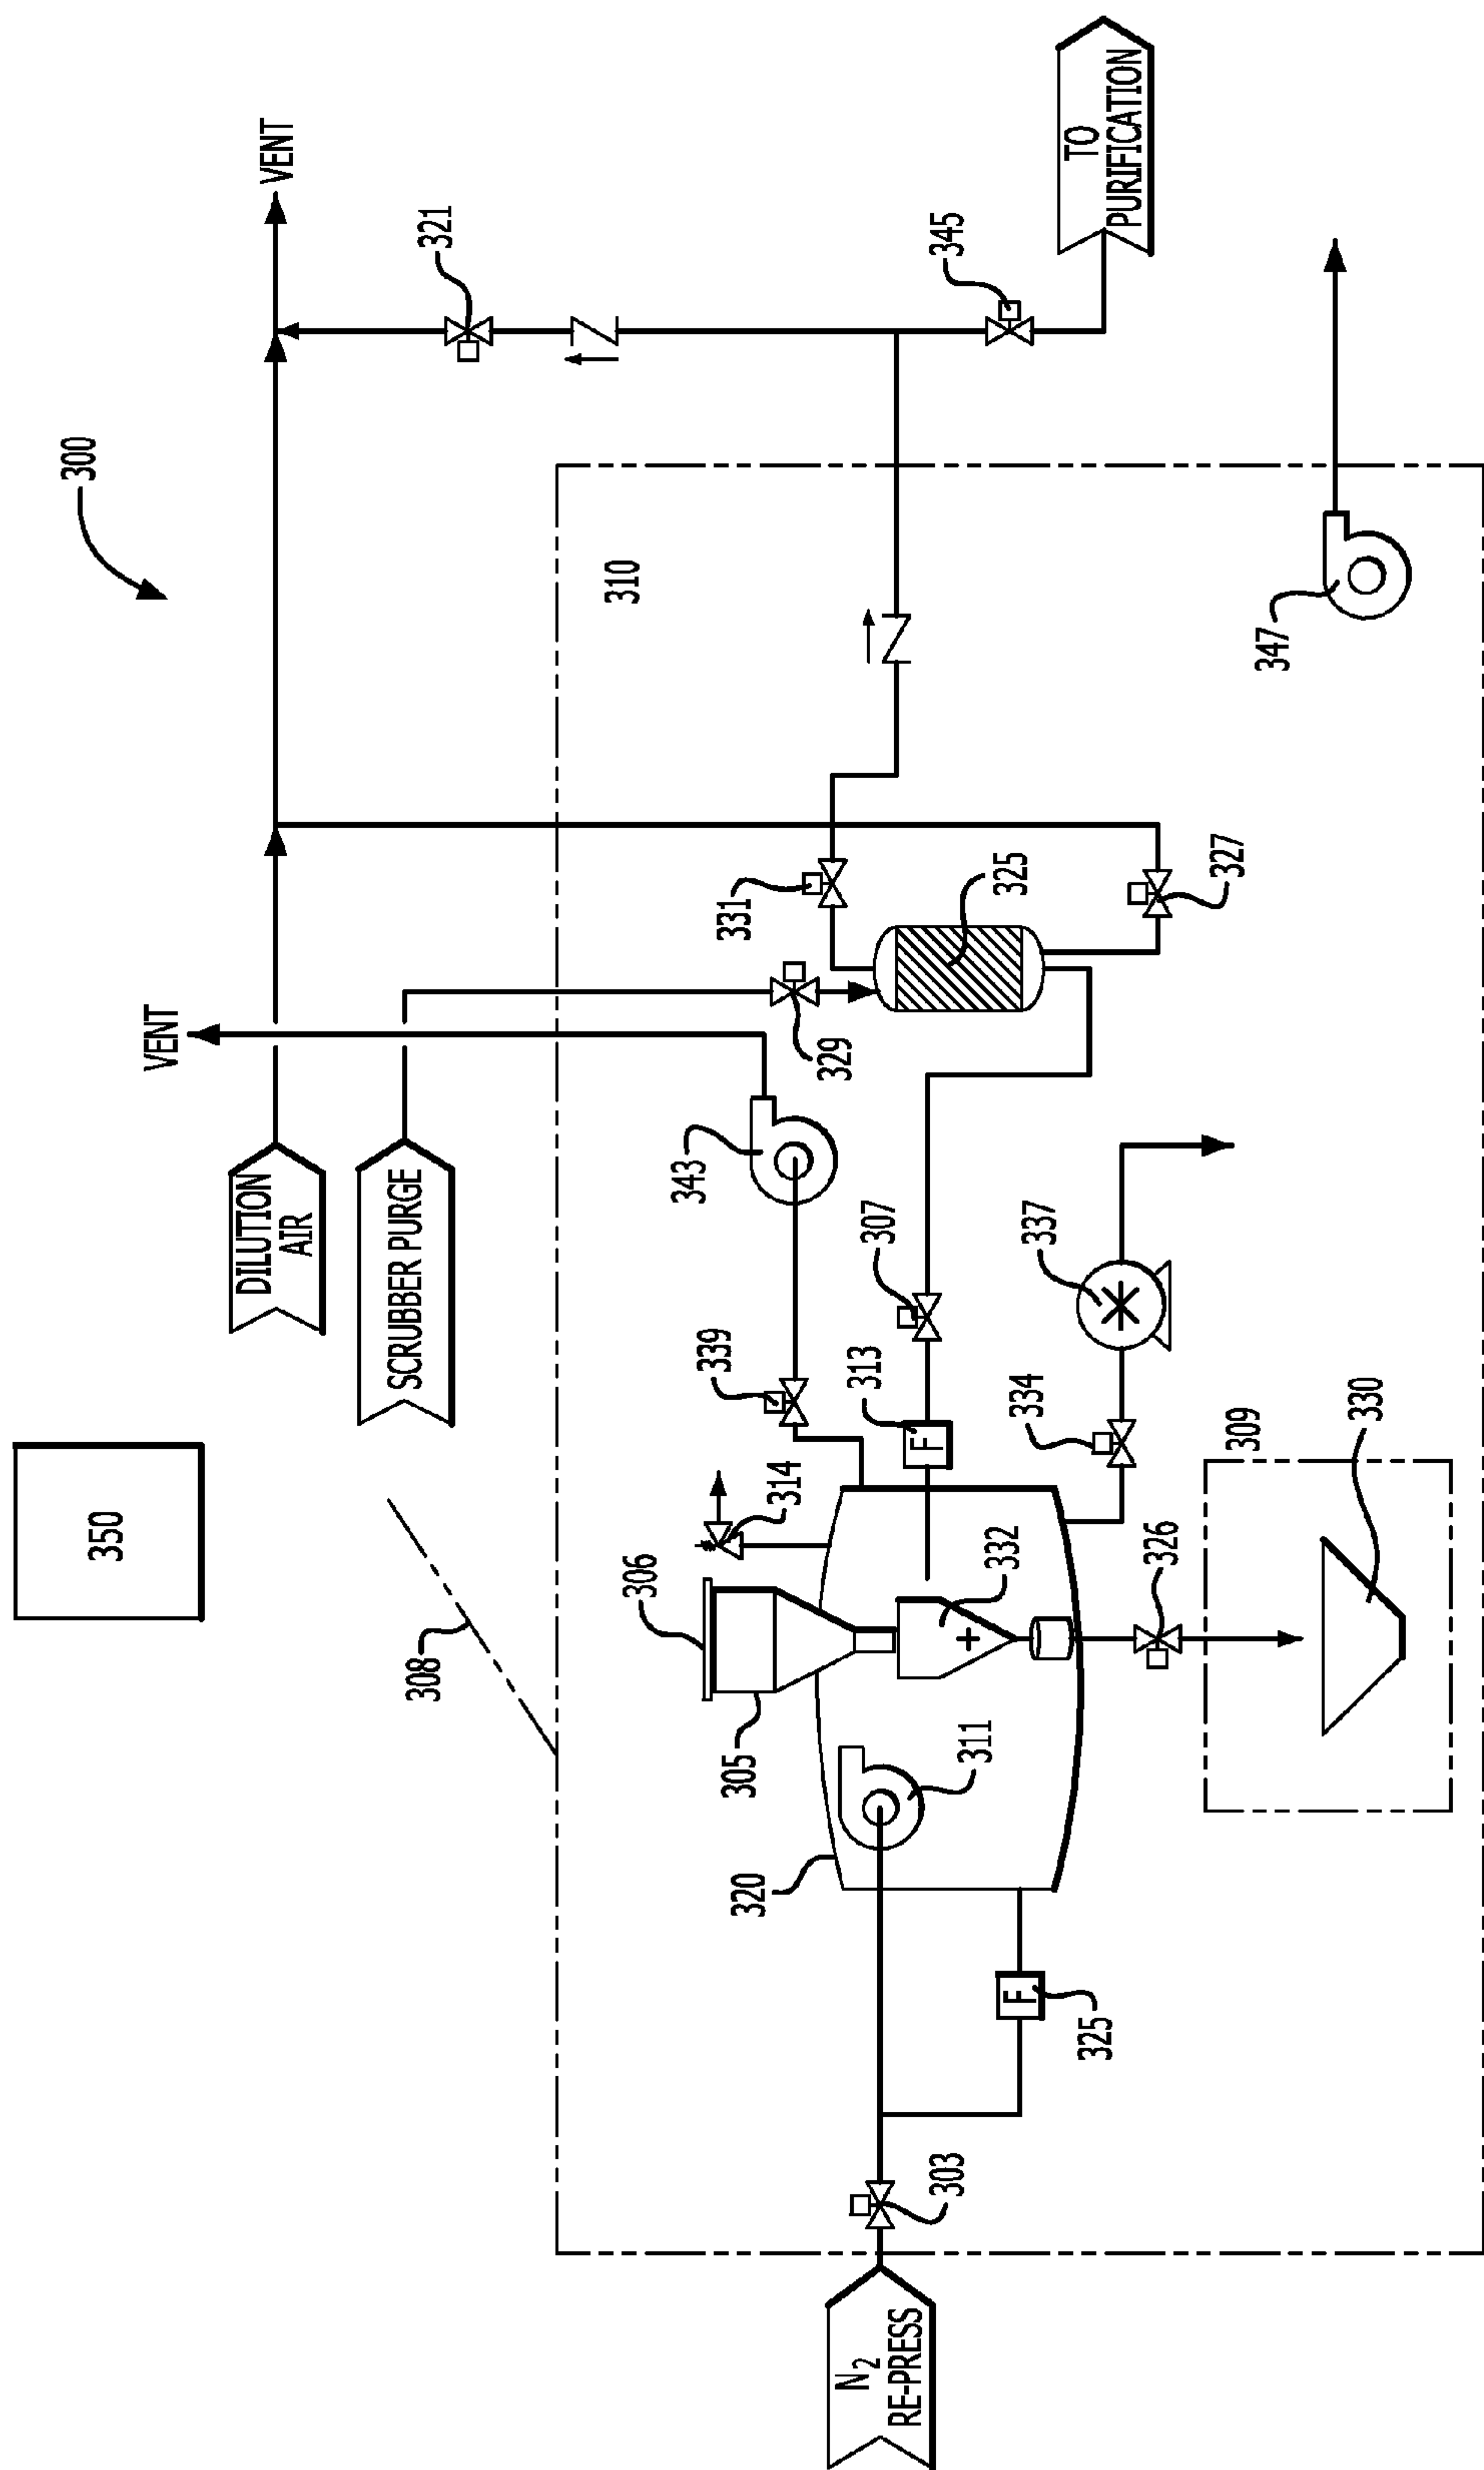 300
350
VENT
VENT
321
DILUTION
AIR
SCRUBBER PURGE
308
345
TO
PURIFICATION
310
306
314
339
343
329
331
325
305
320
311
332
313
F
307
327
347
334
337
326
309
330
N2
RE-PRESS
303
F
325